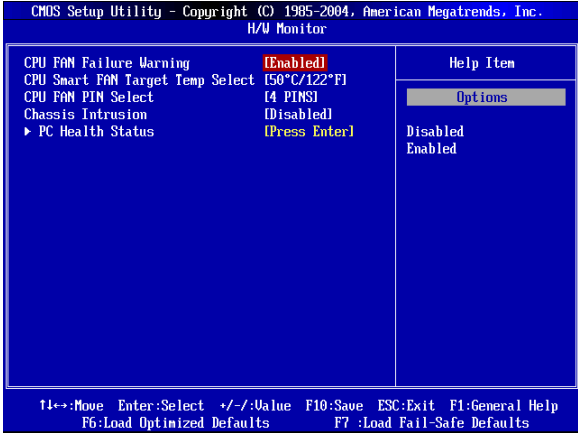 CMOS Setup Utility - Copyright (C) 1985-2004, American Megatrends, Inc.
H/W Monitor
CPU FAN Failure Warning [Enabled]
CPU Smart FAN Target Temp Select [50°C/122°F]
CPU FAN PIN Select [4 PINS]
Chassis Intrusion [Disabled]
▶ PC Health Status [Press Enter]
Help Item
Options
Disabled
Enabled
↑↓↔:Move Enter:Select +/-/:Value F10:Save ESC:Exit F1:General Help
F6:Load Optimized Defaults F7 :Load Fail-Safe Defaults